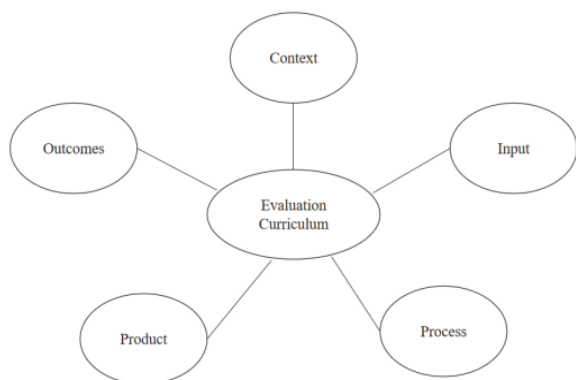 Context
Outcomes
Input
Evaluation
Curriculum
Product
Process